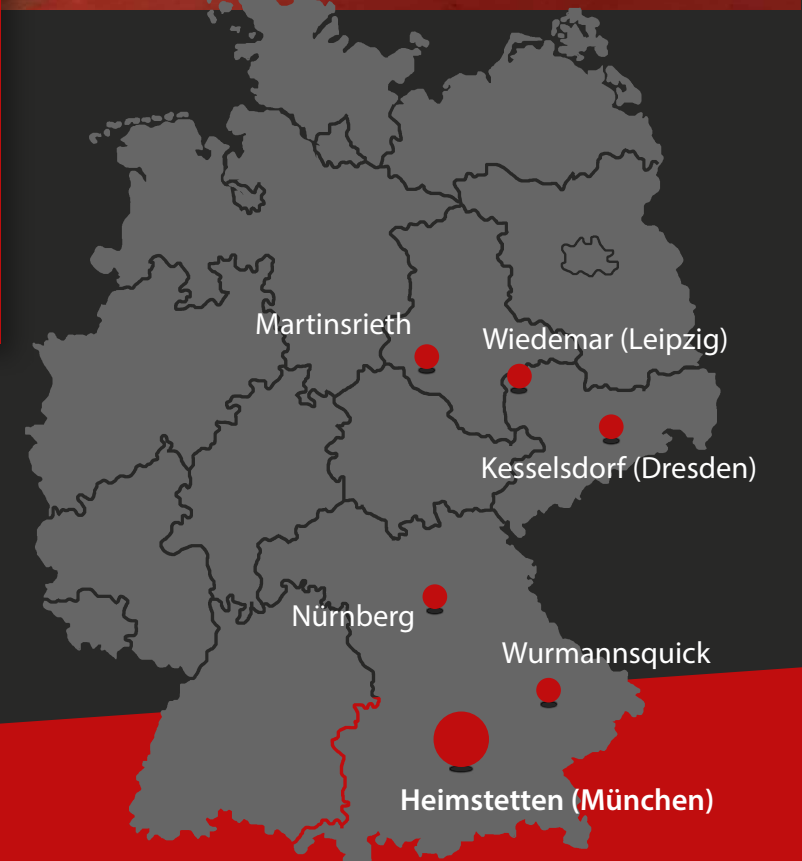 Martinsrieth
Wiedemar (Leipzig)
Kesselsdorf (Dresden)
Nürnberg
Wurmannsquick
Heimstetten (München)